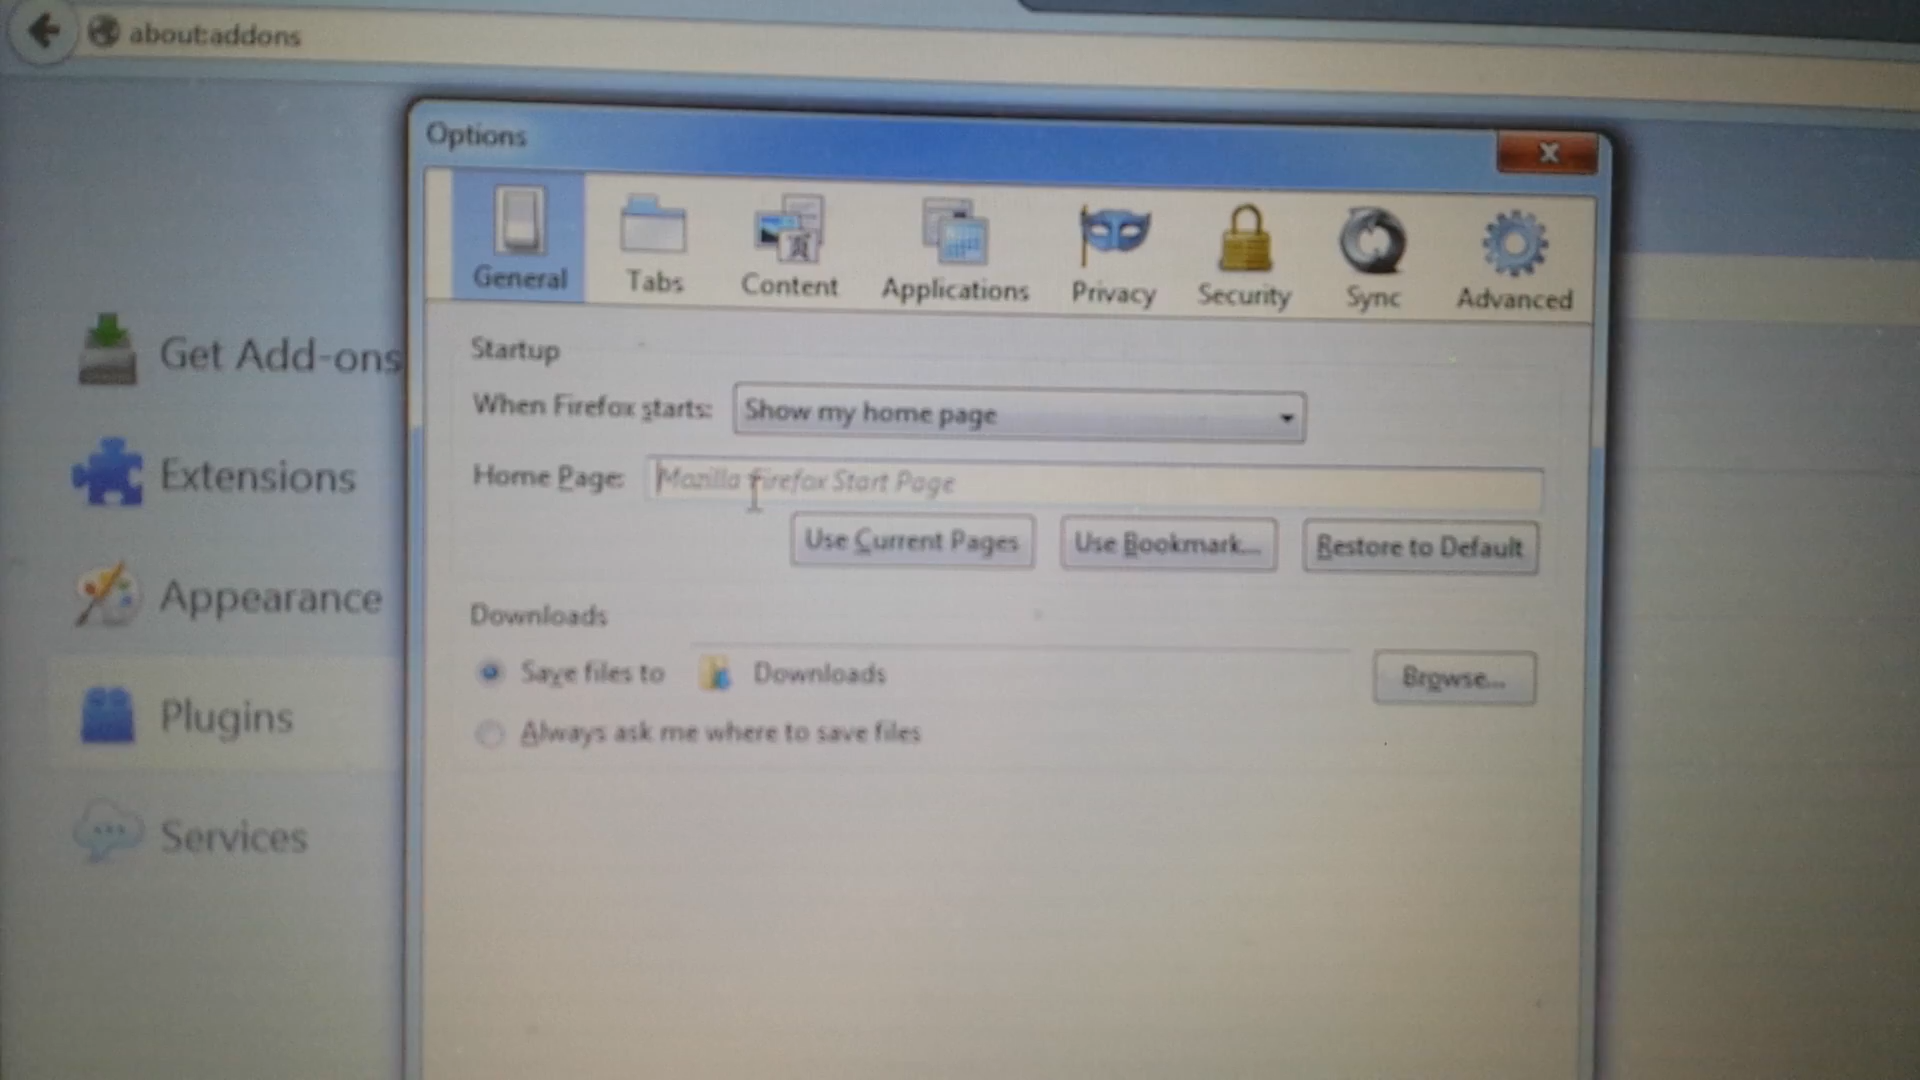 about:addons
Options
General
Tabs
Content
Applications
Privacy
Security
Sync
Advanced
Get Add-ons
Extensions
Appearance
Plugins
Services
Startup
When Firefox starts: Show my home page
Home Page: Mozilla Firefox Start Page
Use Current Pages
Use Bookmark...
Restore to Default
Downloads
Save files to Downloads
Browse...
Always ask me where to save files